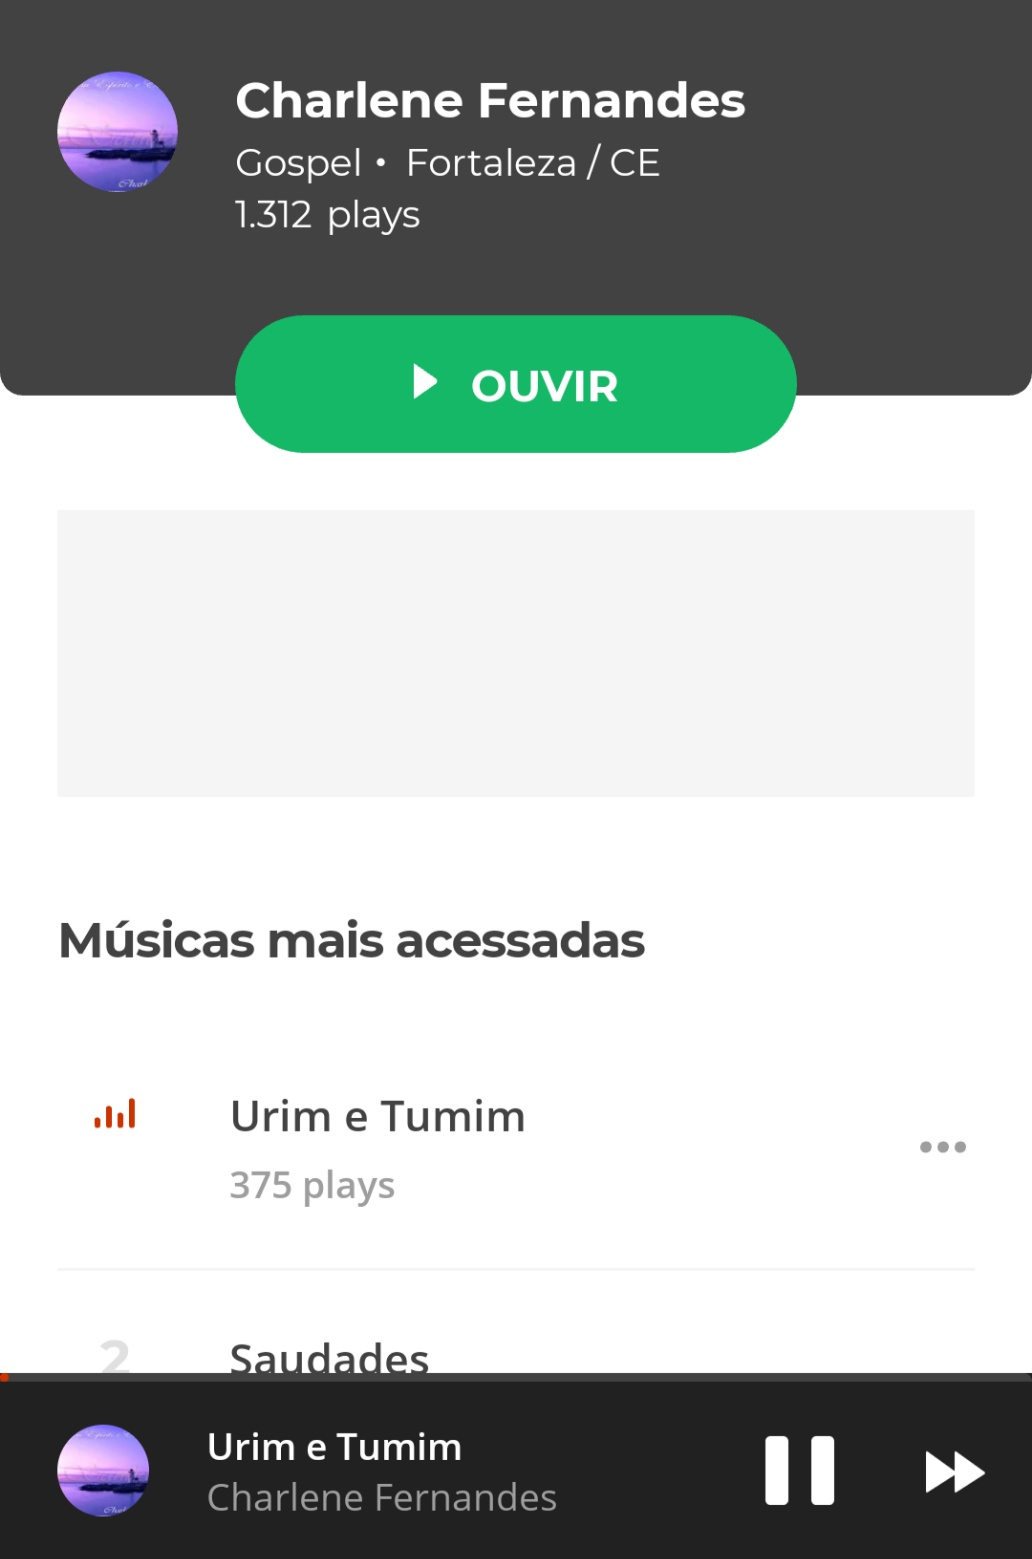 Charlene Fernandes
Gospel • Fortaleza / CE
1.312 plays
OUVIR
Músicas mais acessadas
Urim e Tumim
375 plays
2 Saudades
Urim e Tumim
Charlene Fernandes